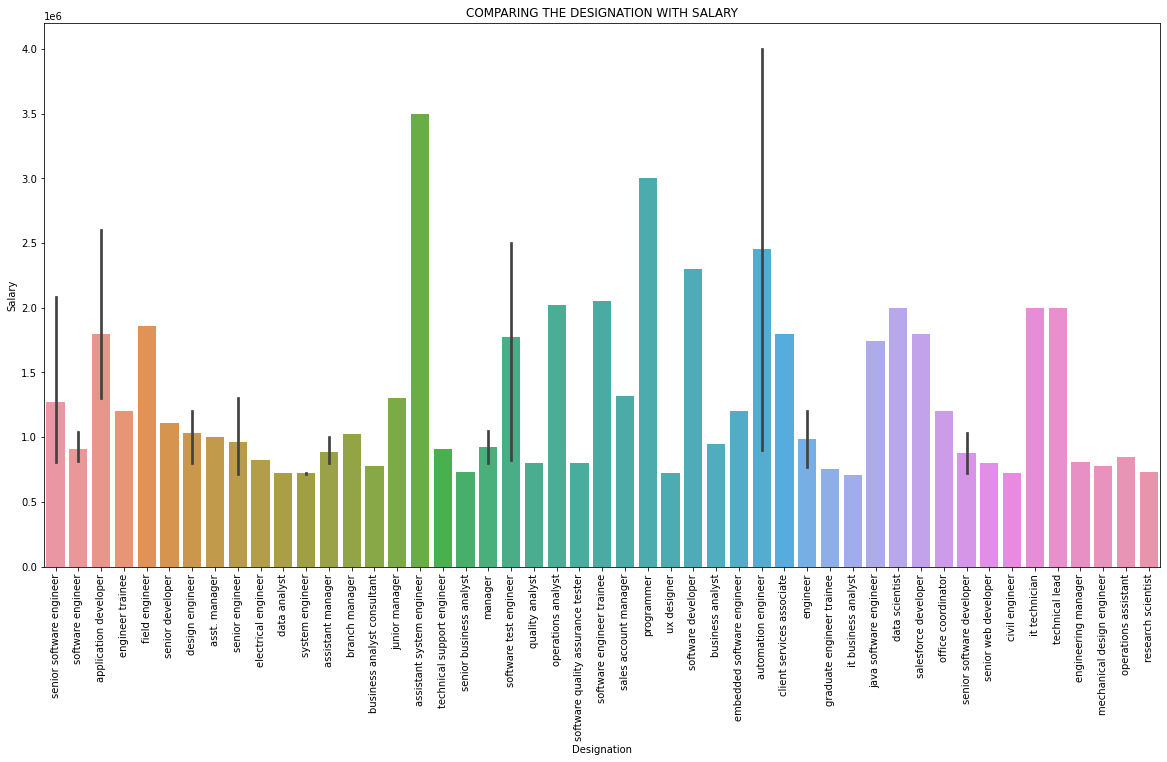 COMPARING THE DESIGNATION WITH SALARY
1e6
4.0
3.5
3.0
2.5
2.0
1.5
1.0
0.5
0.0
Salary
senior software engineer
software engineer
application developer
engineer trainee
field engineer
senior developer
design engineer
asst. manager
senior engineer
electrical engineer
data analyst
system engineer
assistant manager
branch manager
business analyst consultant
junior manager
assistant system engineer
technical support engineer
senior business analyst
manager
software test engineer
quality analyst
operations analyst
software quality assurance tester
software engineer trainee
sales account manager
programmer
ux designer
software developer
business analyst
embedded software engineer
automation engineer
client services associate
engineer
graduate engineer trainee
it business analyst
java software engineer
data scientist
salesforce developer
office coordinator
senior software developer
senior web developer
civil engineer
it technician
technical lead
engineering manager
mechanical design engineer
operations assistant
research scientist
Designation